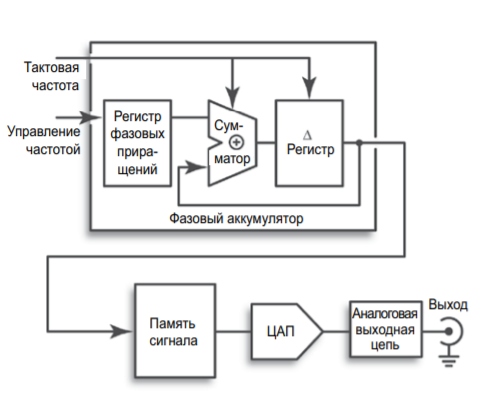 Тактовая
частота
Управление
частотой
Регистр
фазовых
прира-
щений
Сум-
матор
Δ
Регистр
Фазовый аккумулятор
Память
сигнала
ЦАП
Аналоговая
выходная
цепь
Выход